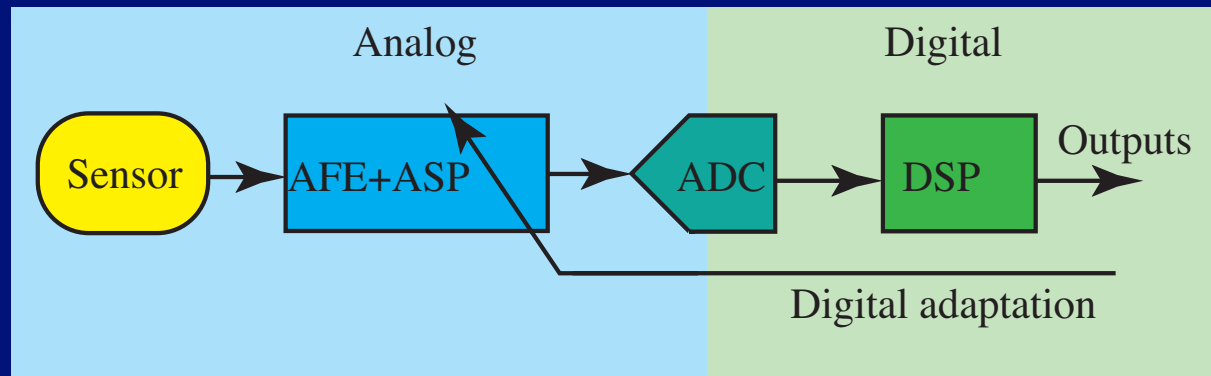 Analog
Digital
Sensor
AFE+ASP
ADC
DSP
Outputs
Digital adaptation